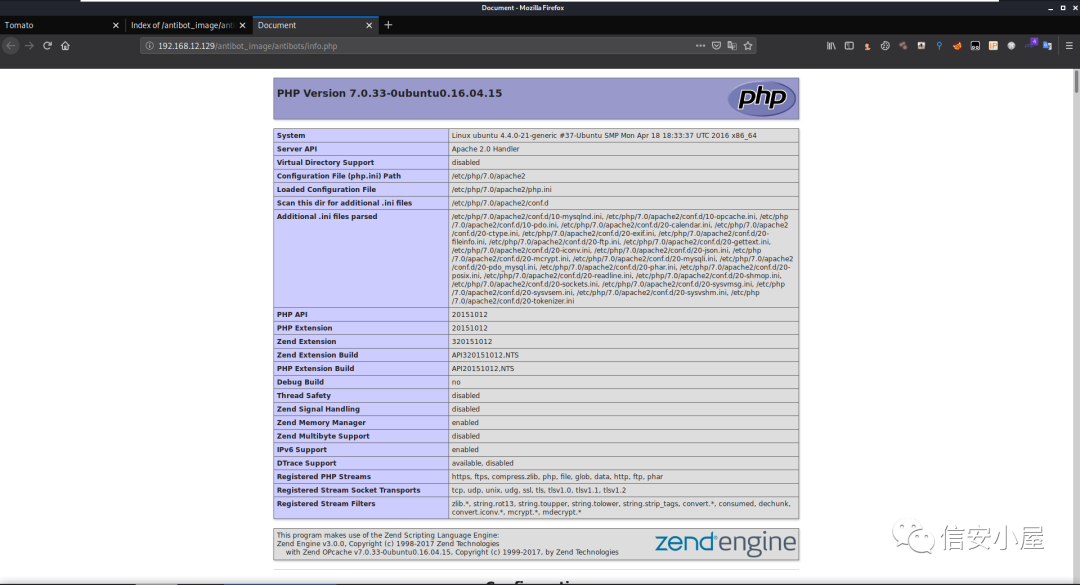 Document - Mozilla Firefox
Tomato
Index of /antibot_image/anti
Document
192.168.12.129/antibot_image/antibots/info.php
PHP Version 7.0.33-0ubuntu0.16.04.15
php
System Linux ubuntu 4.4.0-21-generic #37-Ubuntu SMP Mon Apr 18 18:33:37 UTC 2016 x86_64
Server API Apache 2.0 Handler
Virtual Directory Support disabled
Configuration File (php.ini) Path /etc/php/7.0/apache2
Loaded Configuration File /etc/php/7.0/apache2/php.ini
Scan this dir for additional .ini files /etc/php/7.0/apache2/conf.d
Additional .ini files parsed /etc/php/7.0/apache2/conf.d/10-mysqlnd.ini, /etc/php/7.0/apache2/conf.d/10-opcache.ini, /etc/php
/7.0/apache2/conf.d/10-pdo.ini, /etc/php/7.0/apache2/conf.d/20-calendar.ini, /etc/php/7.0/apache2
/conf.d/20-ctype.ini, /etc/php/7.0/apache2/conf.d/20-exif.ini, /etc/php/7.0/apache2/conf.d/20-
fileinfo.ini, /etc/php/7.0/apache2/conf.d/20-ftp.ini, /etc/php/7.0/apache2/conf.d/20-gettext.ini,
/etc/php/7.0/apache2/conf.d/20-iconv.ini, /etc/php/7.0/apache2/conf.d/20-json.ini, /etc/php
/7.0/apache2/conf.d/20-mcrypt.ini, /etc/php/7.0/apache2/conf.d/20-mysqli.ini, /etc/php/7.0/apache2
/conf.d/20-pdo_mysql.ini, /etc/php/7.0/apache2/conf.d/20-phar.ini, /etc/php/7.0/apache2/conf.d/20-
posix.ini, /etc/php/7.0/apache2/conf.d/20-readline.ini, /etc/php/7.0/apache2/conf.d/20-shmop.ini,
/etc/php/7.0/apache2/conf.d/20-sockets.ini, /etc/php/7.0/apache2/conf.d/20-sysvmsg.ini, /etc/php
/7.0/apache2/conf.d/20-sysvsem.ini, /etc/php/7.0/apache2/conf.d/20-sysvshm.ini, /etc/php
/7.0/apache2/conf.d/20-tokenizer.ini
PHP API 20151012
PHP Extension 20151012
Zend Extension 320151012
Zend Extension Build API320151012,NTS
PHP Extension Build API20151012,NTS
Debug Build no
Thread Safety disabled
Zend Signal Handling disabled
Zend Memory Manager enabled
Zend Multibyte Support disabled
IPv6 Support enabled
DTrace Support available, disabled
Registered PHP Streams https, ftps, compress.zlib, php, file, glob, data, http, ftp, phar
Registered Stream Socket Transports tcp, udp, unix, udg, ssl, tls, tlsv1.0, tlsv1.1, tlsv1.2
Registered Stream Filters zlib.*, string.rot13, string.toupper, string.tolower, string.strip_tags, convert.*, consumed, dechunk,
convert.iconv.*, mcrypt.*, mdecrypt.*
This program makes use of the Zend Scripting Language Engine:
Zend Engine v3.0.0, Copyright (c) 1998-2017 Zend Technologies
with Zend OPcache v7.0.33-0ubuntu0.16.04.15, Copyright (c) 1999-2017, by Zend Technologies
zend engine
信安小屋